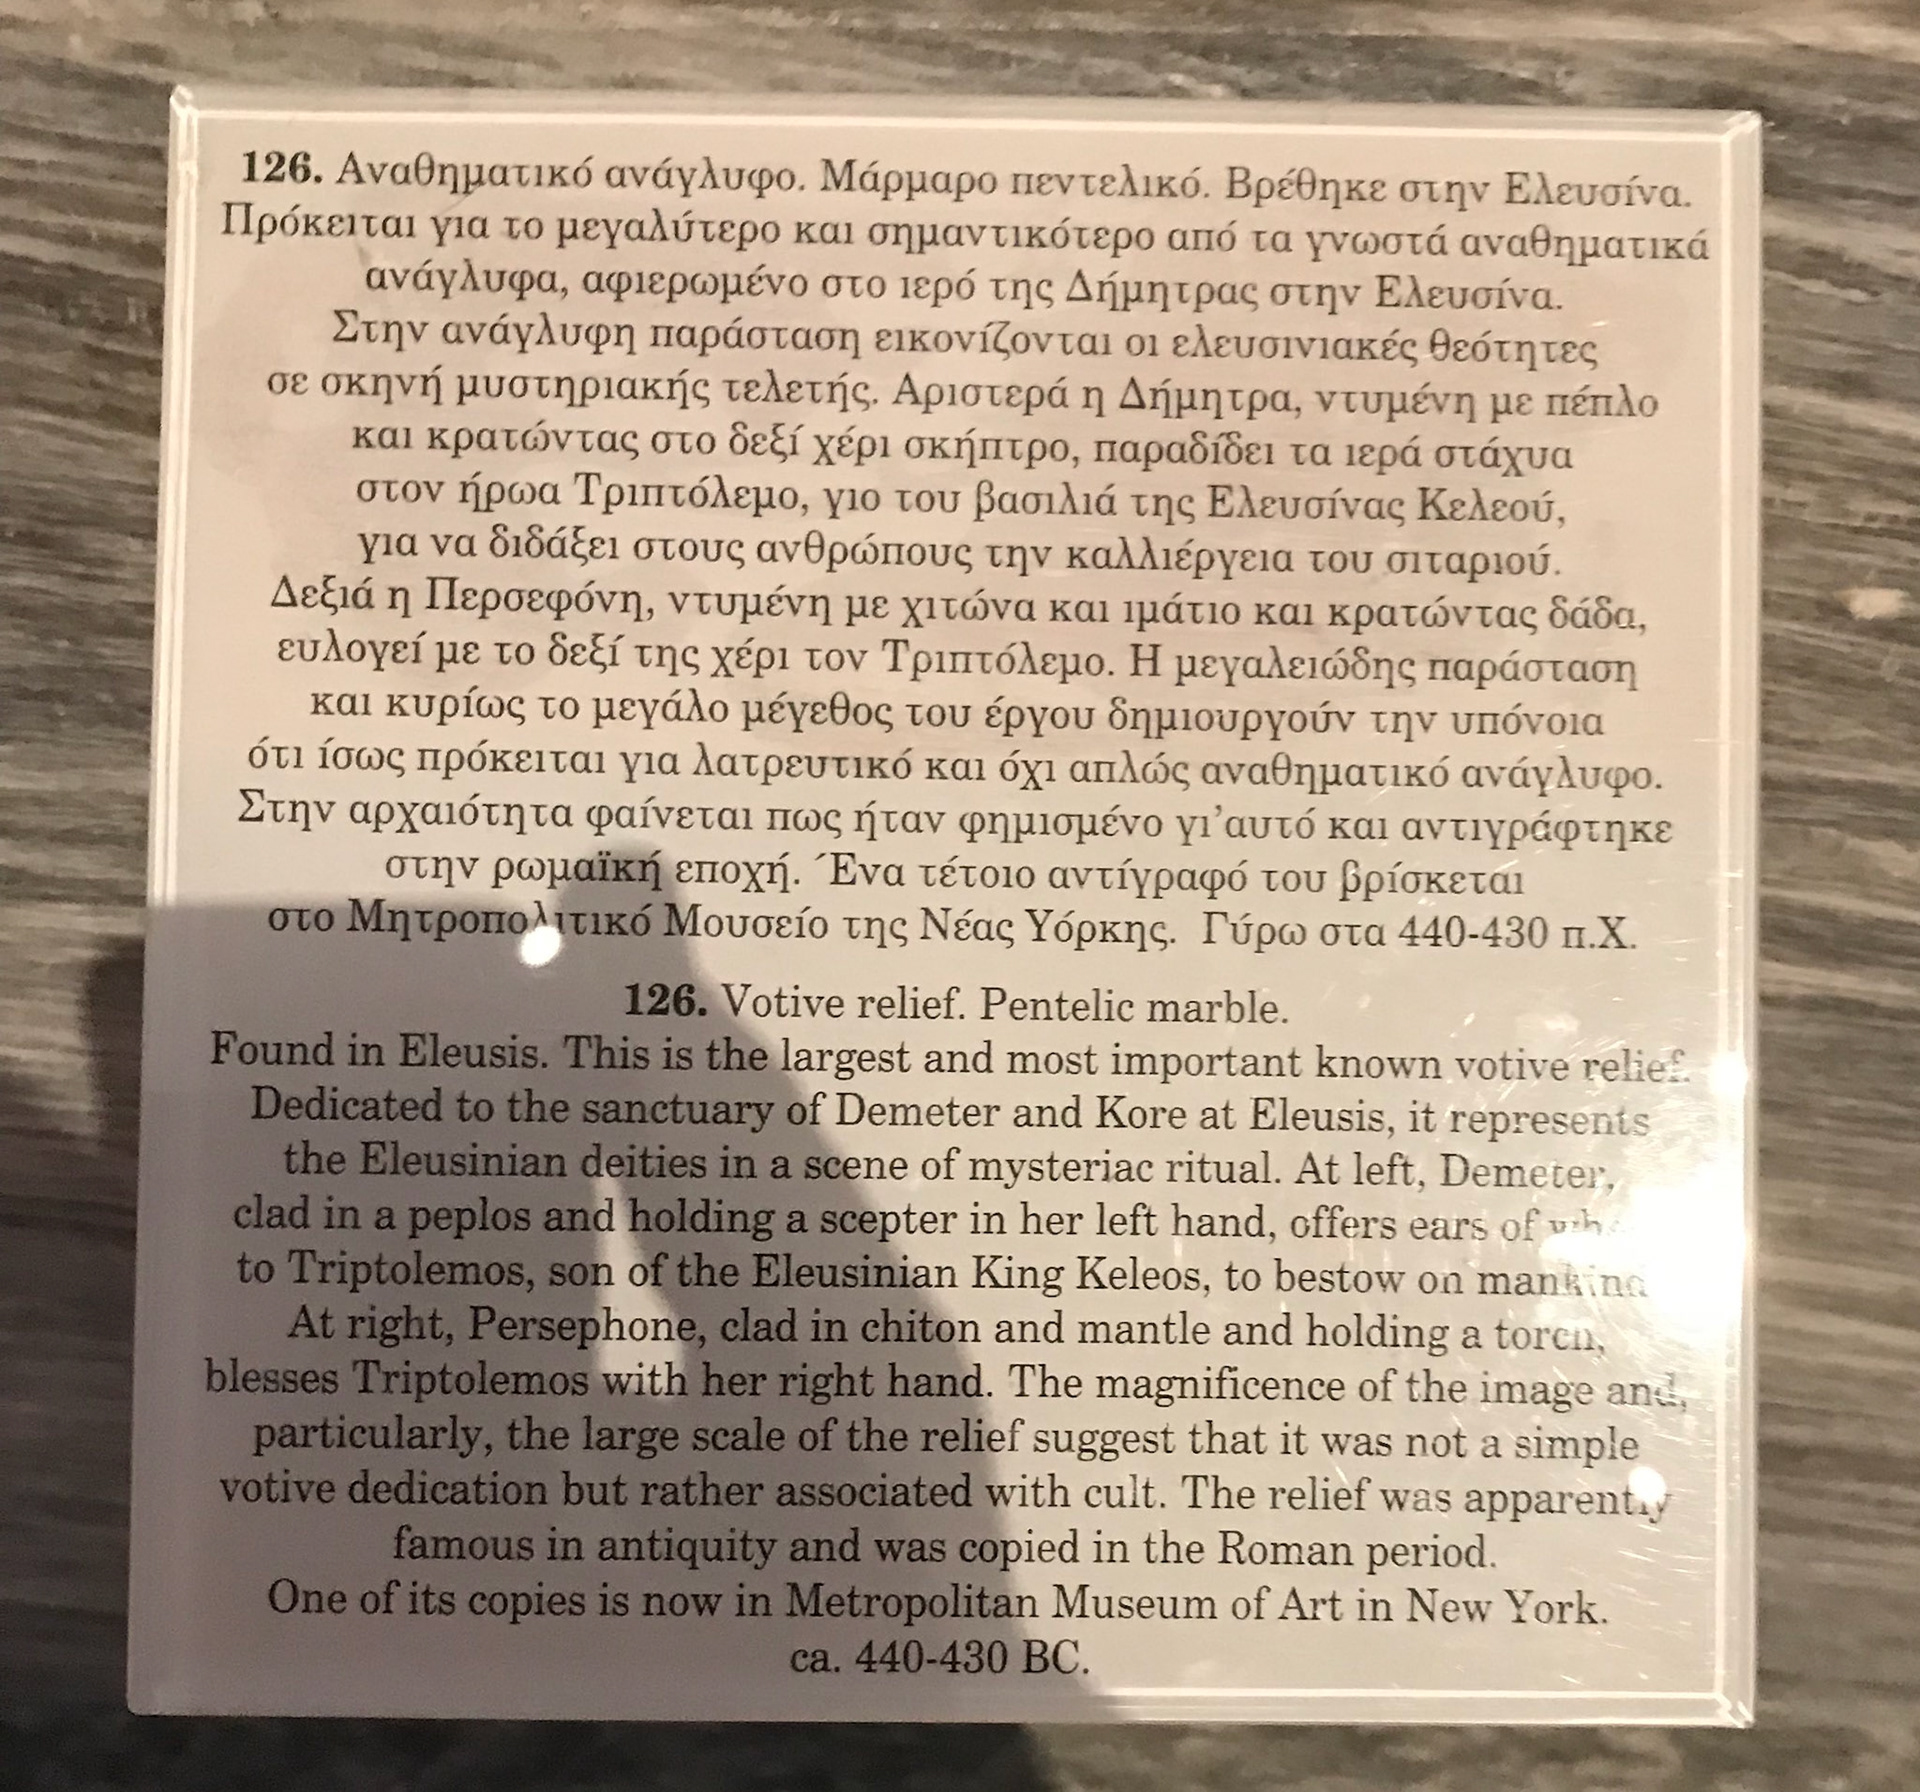 126. Αναθηματικό ανάγλυφο. Μάρμαρο πεντελικό. Βρέθηκε στην Ελευσίνα.
Πρόκειται για το μεγαλύτερο και σημαντικότερο από τα γνωστά αναθηματικά
ανάγλυφα, αφιερωμένο στο ιερό της Δήμητρας στην Ελευσίνα.
Στην ανάγλυφη παράσταση εικονίζονται οι ελευσινιακές θεότητες
σε σκηνή μυστηριακής τελετής. Αριστερά η Δήμητρα, ντυμένη με πέπλο
και κρατώντας στο δεξί χέρι σκήπτρο, παραδίδει τα ιερά στάχυα
στον ήρωα Τριπτόλεμο, γιο του βασιλιά της Ελευσίνας Κελεού,
για να διδάξει στους ανθρώπους την καλλιέργεια του σιταριού.
Δεξιά η Περσεφόνη, ντυμένη με χιτώνα και ιμάτιο και κρατώντας δάδα,
ευλογεί με το δεξί της χέρι τον Τριπτόλεμο. Η μεγαλειώδης παράσταση
και κυρίως το μεγάλο μέγεθος του έργου δημιουργούν την υπόνοια
ότι ίσως πρόκειται για λατρευτικό και όχι απλώς αναθηματικό ανάγλυφο.
Στην αρχαιότητα φαίνεται πως ήταν φημισμένο γι'αυτό και αντιγράφτηκε
στην ρωμαϊκή εποχή. Ένα τέτοιο αντίγραφό του βρίσκεται
στο Μητροπολιτικό Μουσείο της Νέας Υόρκης. Γύρω στα 440-430 π.Χ.
126. Votive relief. Pentelic marble.
Found in Eleusis. This is the largest and most important known votive relief.
Dedicated to the sanctuary of Demeter and Kore at Eleusis, it represents
the Eleusinian deities in a scene of mysteriac ritual. At left, Demeter,
clad in a peplos and holding a scepter in her left hand, offers ears of
to Triptolemos, son of the Eleusinian King Keleos, to bestow on mankind
At right, Persephone, clad in chiton and mantle and holding a torch,
blesses Triptolemos with her right hand. The magnificence of the image and,
particularly, the large scale of the relief suggest that it was not a simple
votive dedication but rather associated with cult. The relief was apparently
famous in antiquity and was copied in the Roman period.
One of its copies is now in Metropolitan Museum of Art in New York.
ca. 440-430 BC.